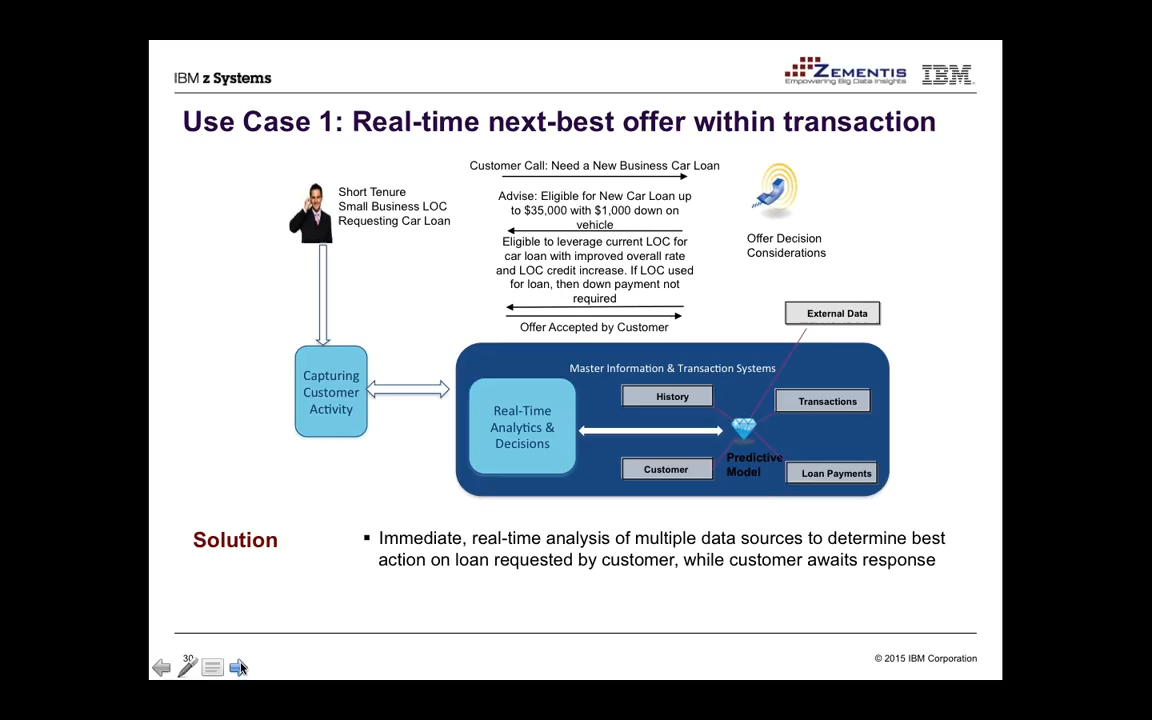 IBM z Systems
ZEMENTIS
Empowering Big Data Insights
IBM
Use Case 1: Real-time next-best offer within transaction
Short Tenure
Small Business LOC
Requesting Car Loan
Customer Call: Need a New Business Car Loan
Advise: Eligible for New Car Loan up
to $35,000 with $1,000 down on
vehicle
Eligible to leverage current LOC for
car loan with improved overall rate
and LOC credit increase. If LOC used
for loan, then down payment not
required
Offer Accepted by Customer
Offer Decision
Considerations
External Data
Capturing
Customer
Activity
Master Information & Transaction Systems
Real-Time
Analytics &
Decisions
History
Transactions
Customer
Predictive
Model
Loan Payments
Solution
▪ Immediate, real-time analysis of multiple data sources to determine best
action on loan requested by customer, while customer awaits response
30
© 2015 IBM Corporation